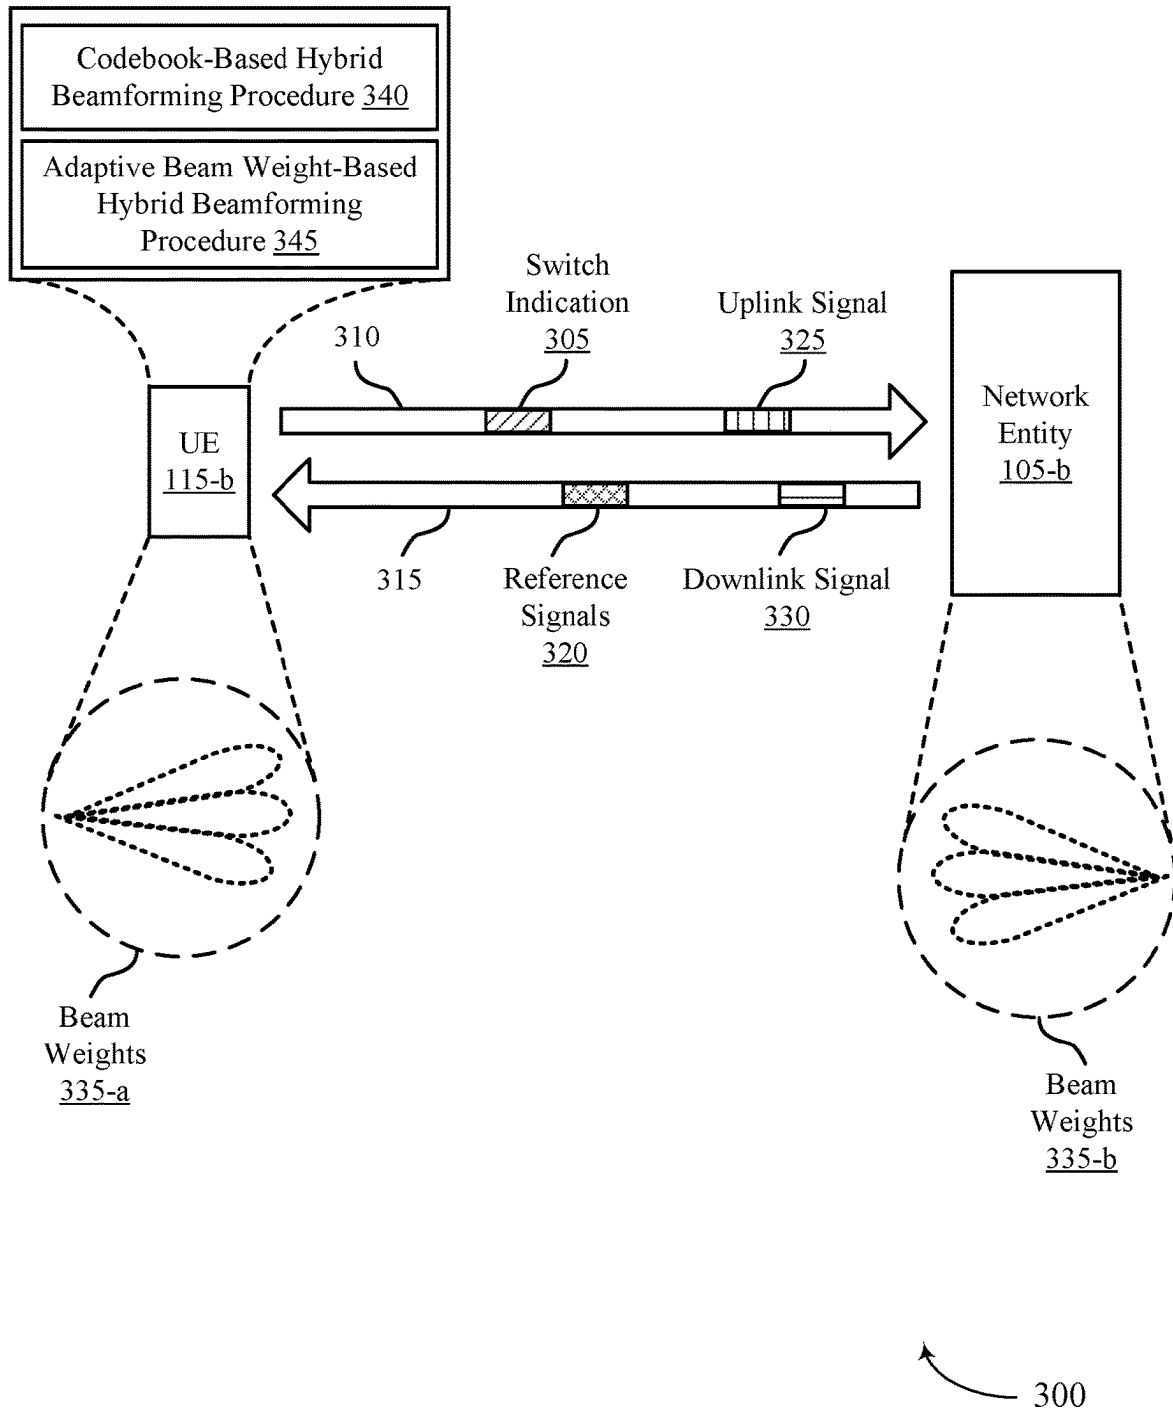 Codebook-Based Hybrid
Beamforming Procedure 340
Adaptive Beam Weight-Based
Hybrid Beamforming
Procedure 345
Switch
Indication
305
Uplink Signal
325
310
UE
115-b
Network
Entity
105-b
315
Reference
Signals
320
Downlink Signal
330
Beam
Weights
335-a
Beam
Weights
335-b
300